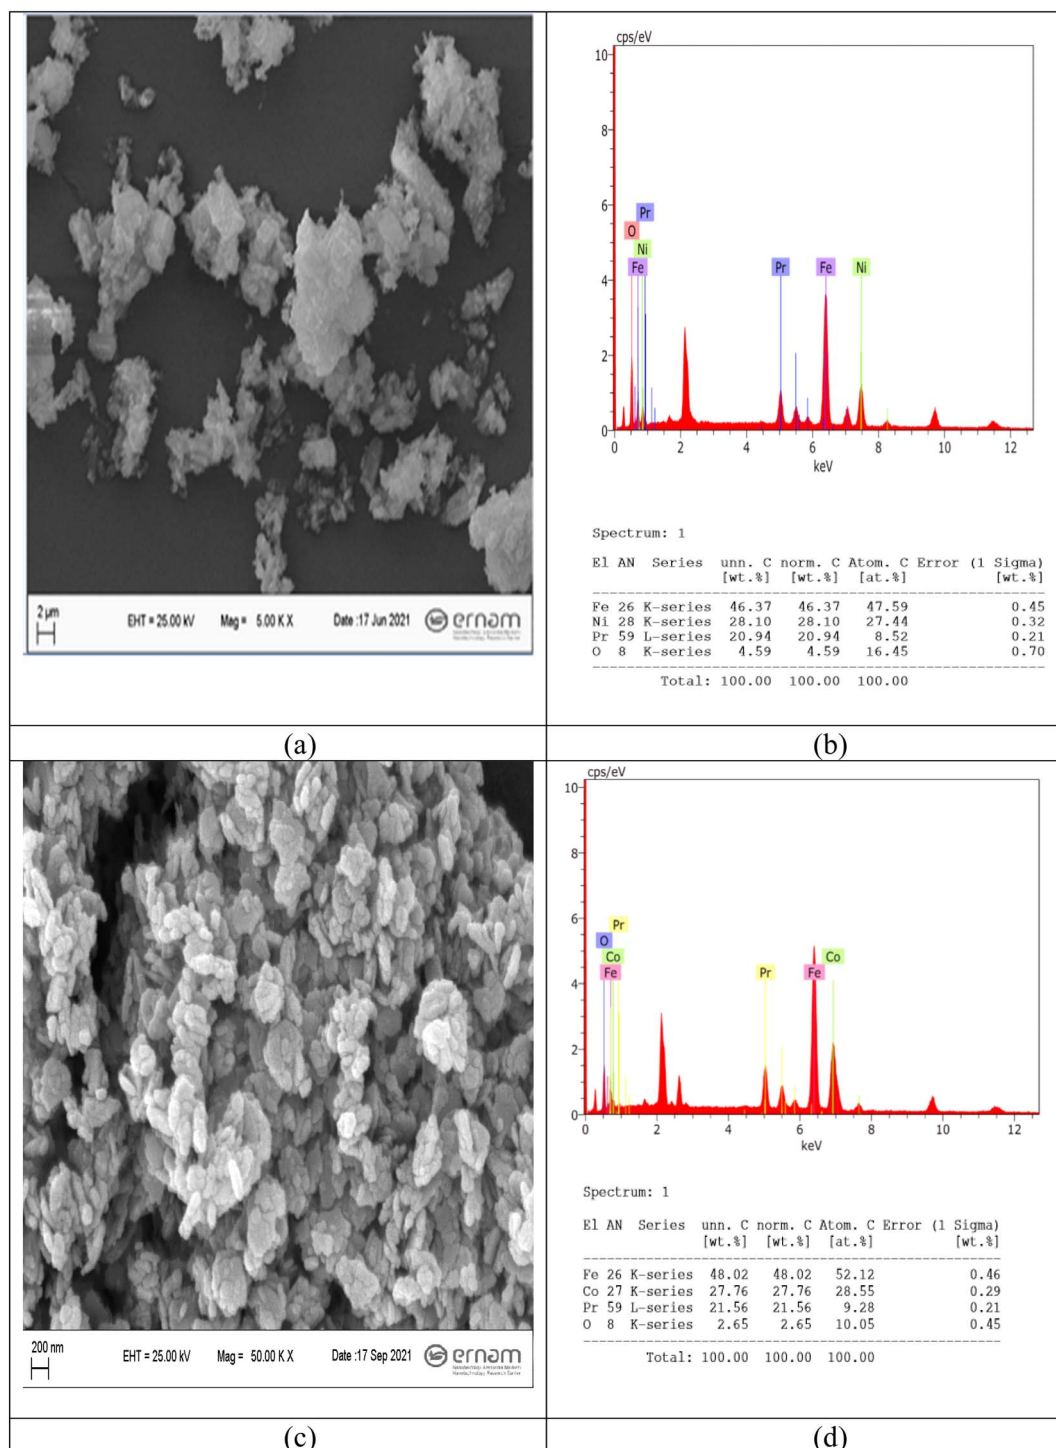 2 µm
EHT = 25.00 kV Mag = 5.00 K X Date :17 Jun 2021 ernam
cps/eV
10
8
6
4
2
0
Pr
O
Ni
Fe
Pr
Fe
Ni
0 2 4 6 8 10 12
keV
Spectrum: 1
El AN Series unn. C norm. C Atom. C Error (1 Sigma)
[wt.%] [wt.%] [at.%] [wt.%]
Fe 26 K-series 46.37 46.37 47.59 0.45
Ni 28 K-series 28.10 28.10 27.44 0.32
Pr 59 L-series 20.94 20.94 8.52 0.21
O 8 K-series 4.59 4.59 16.45 0.70
Total: 100.00 100.00 100.00
(a)
(b)
200 nm
EHT = 25.00 kV Mag = 50.00 K X Date :17 Sep 2021 ernam
cps/eV
10
8
6
4
2
0
Pr
O
Co
Fe
Pr
Fe
Co
0 2 4 6 8 10 12
keV
Spectrum: 1
El AN Series unn. C norm. C Atom. C Error (1 Sigma)
[wt.%] [wt.%] [at.%] [wt.%]
Fe 26 K-series 48.02 48.02 52.12 0.46
Co 27 K-series 27.76 27.76 28.55 0.29
Pr 59 L-series 21.56 21.56 9.28 0.21
O 8 K-series 2.65 2.65 10.05 0.45
Total: 100.00 100.00 100.00
(c)
(d)